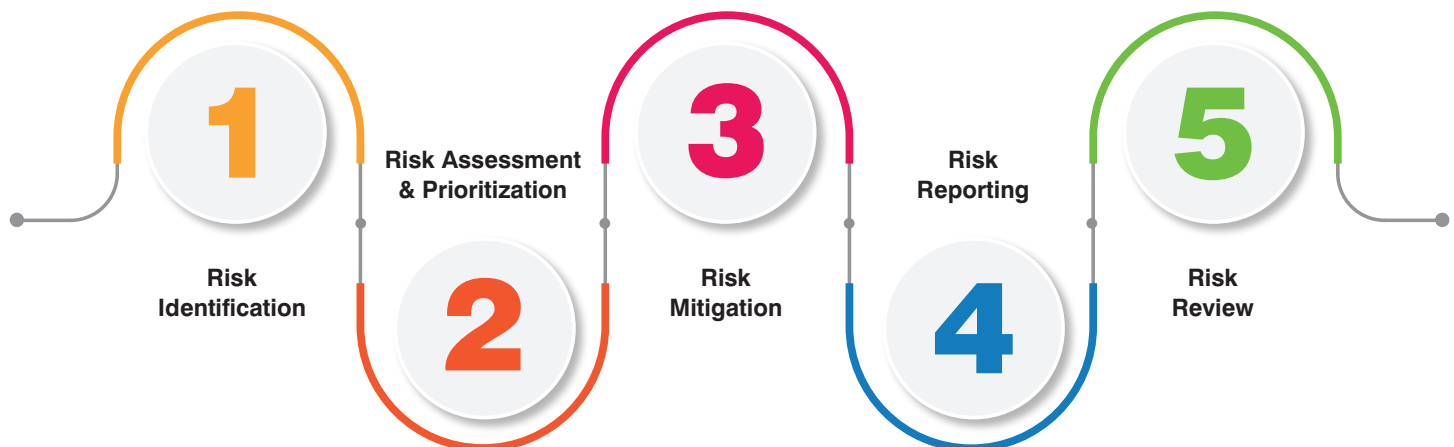 1
Risk
Identification
Risk Assessment
& Prioritization
2
3
Risk
Mitigation
Risk
Reporting
4
5
Risk
Review